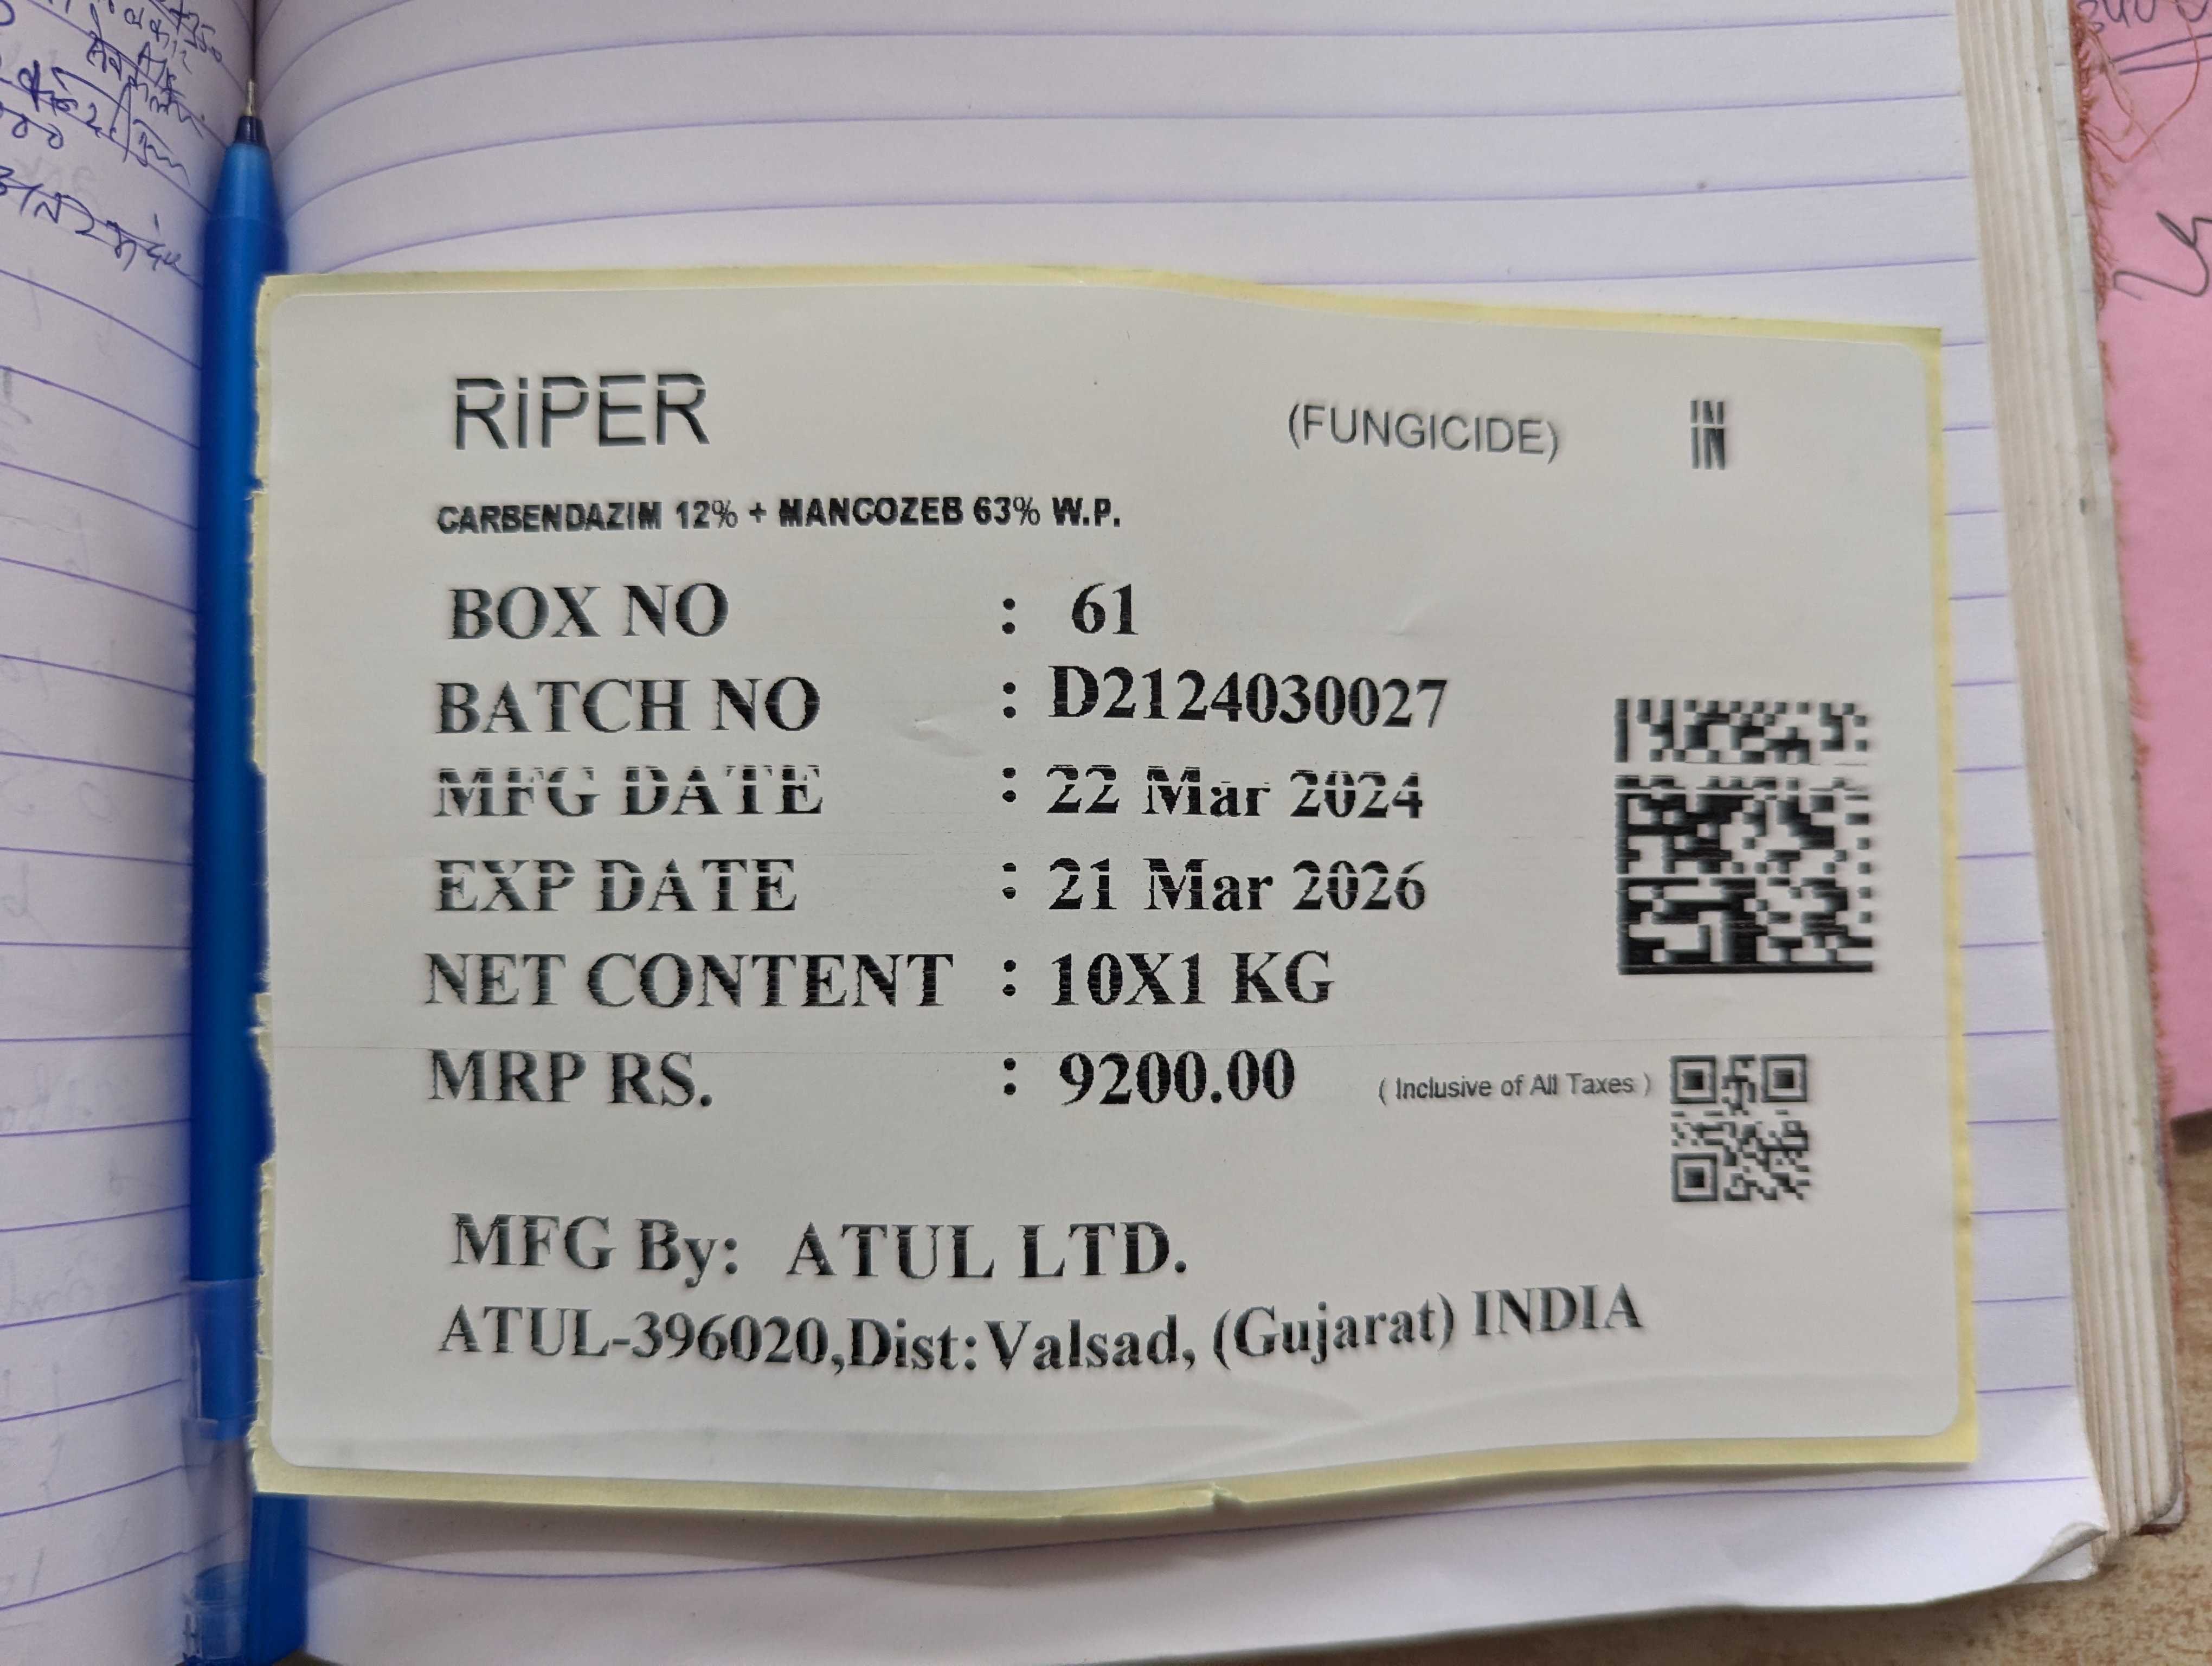 RIPER (FUNGICIDE) IN
CARBENDAZIM 12% + MANCOZEB 63% W.P.
BOX NO : 61
BATCH NO : D2124030027
MFG DATE : 22 Mar 2024
EXP DATE : 21 Mar 2026
NET CONTENT : 10X1 KG
MRP RS. : 9200.00 ( Inclusive of All Taxes )
MFG By: ATUL LTD.
ATUL-396020,Dist:Valsad, (Gujarat) INDIA